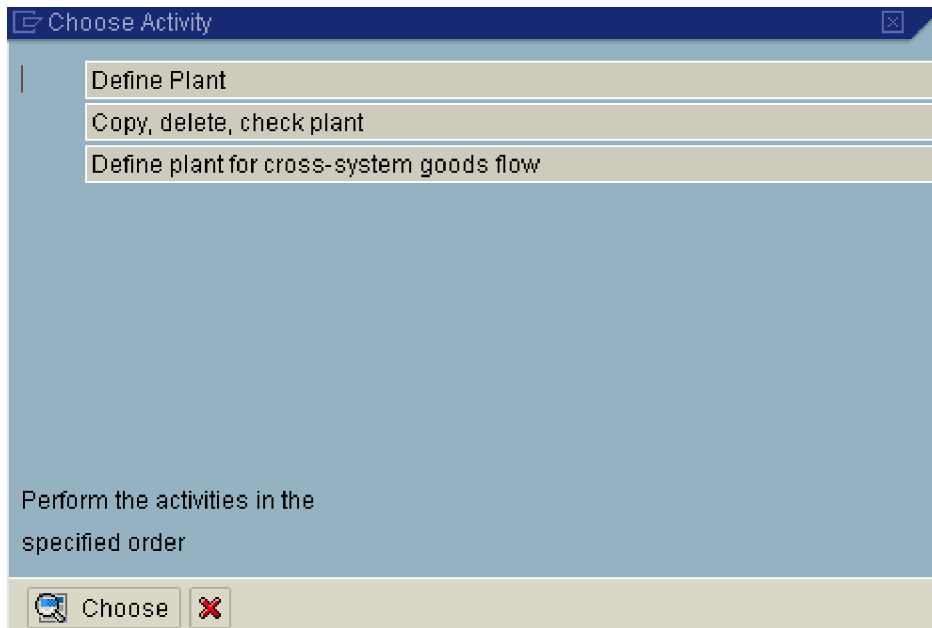 Choose Activity
Define Plant
Copy, delete, check plant
Define plant for cross-system goods flow
Perform the activities in the
specified order
Choose